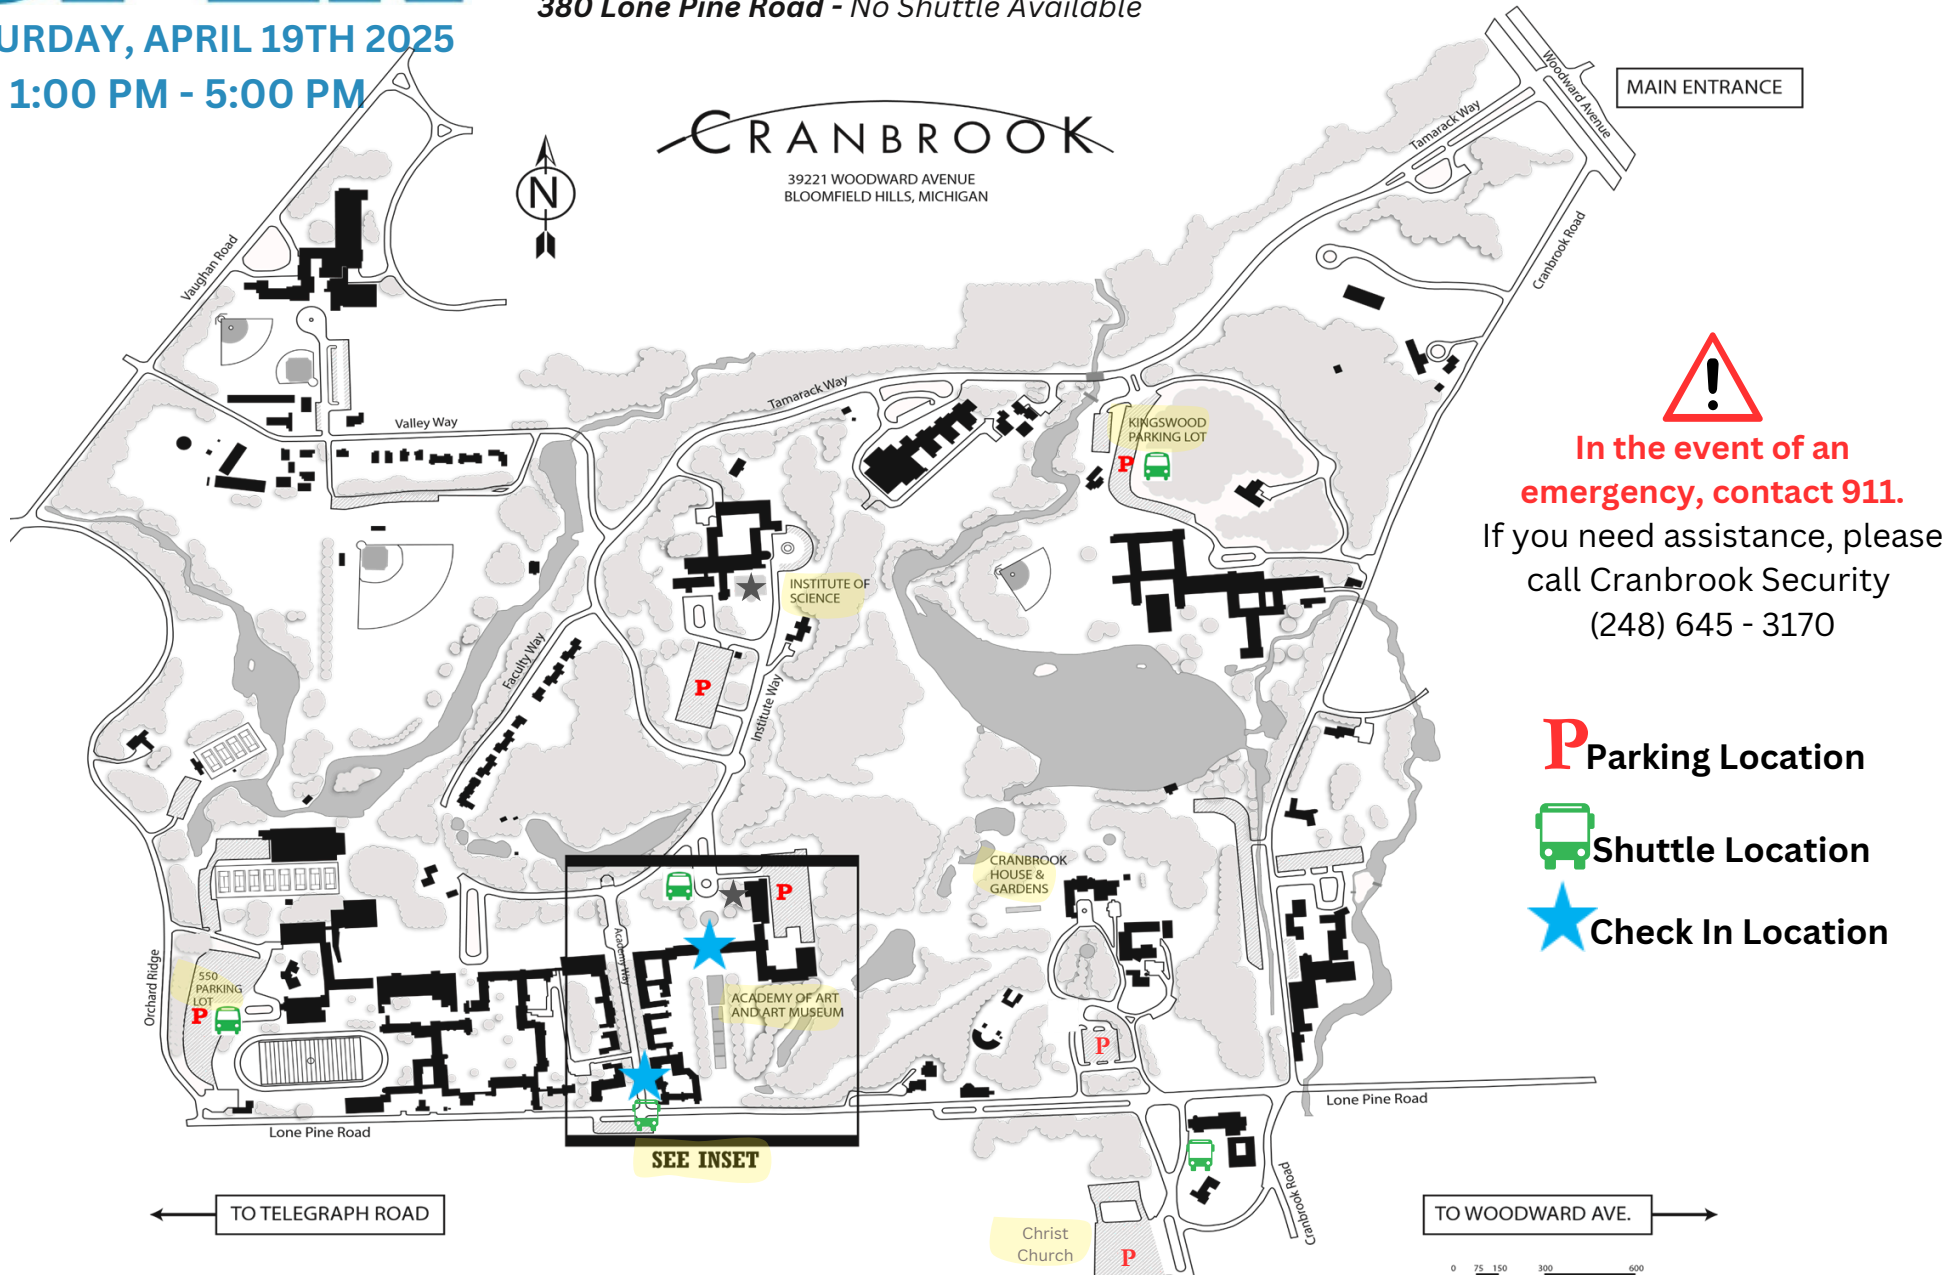 380 Lone Pine Road - No Shuttle Available
URDAY, APRIL 19TH 2025
1:00 PM - 5:00 PM
CRANBROOK
39221 WOODWARD AVENUE
BLOOMFIELD HILLS, MICHIGAN
N
MAIN ENTRANCE
Woodward Avenue
Tamarack Way
Cranbrook Road
Vaughan Road
Tamarack Way
Valley Way
KINGSWOOD
PARKING LOT
P
In the event of an
emergency, contact 911.
If you need assistance, please
call Cranbrook Security
(248) 645 - 3170
INSTITUTE OF
SCIENCE
Faculty Way
P
Institute Way
P Parking Location
Shuttle Location
Check In Location
CRANBROOK
HOUSE &
GARDENS
P
Academy Way
Orchard Ridge
550
PARKING
LOT
P
ACADEMY OF ART
AND ART MUSEUM
P
Lone Pine Road
Lone Pine Road
SEE INSET
TO TELEGRAPH ROAD
Cranbrook Road
TO WOODWARD AVE.
Christ
Church
P
0 75 150 300 600